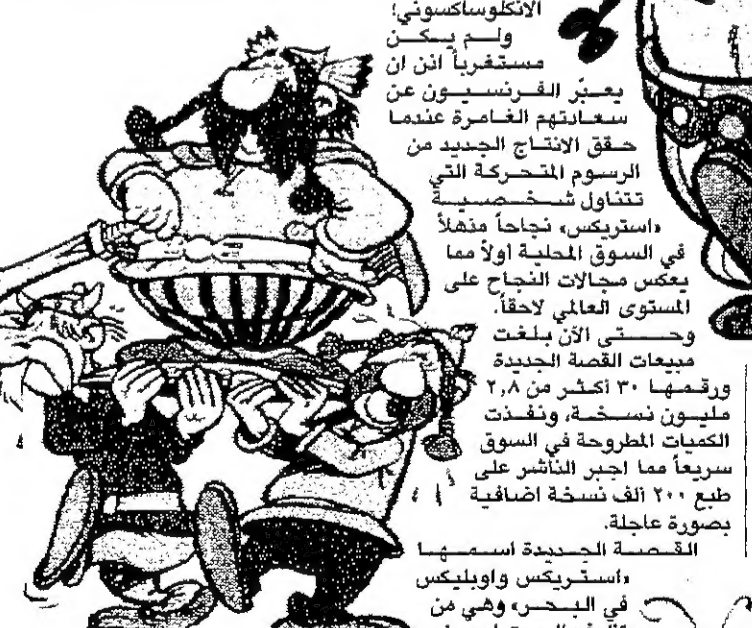 الانكلوساكسوني!
ولم يكن
مستغرباً اذن ان
يعبّر الفرنسيون عن
سعادتهم الغامرة عندما
حقق الانتاج الجديد من
الرسوم المتحركة التي
تتناول شخصية
«استريكس» نجاحاً مذهلاً
في السوق المحلية أولاً مما
يعكس مجالات النجاح على
المستوى العالمي لاحقاً.
وحتى الآن بلغت
مبيعات القصة الجديدة
ورقمها ٣٠ أكثر من ٢,٨
مليون نسخة، ونفذت
الكميات المطروحة في السوق
سريعاً مما اجبر الناشر على
طبع ٢٠٠ ألف نسخة اضافية
بصورة عاجلة.
القصة الجديدة اسمها
«استريكس واوبليكس
في البحر» وهي من